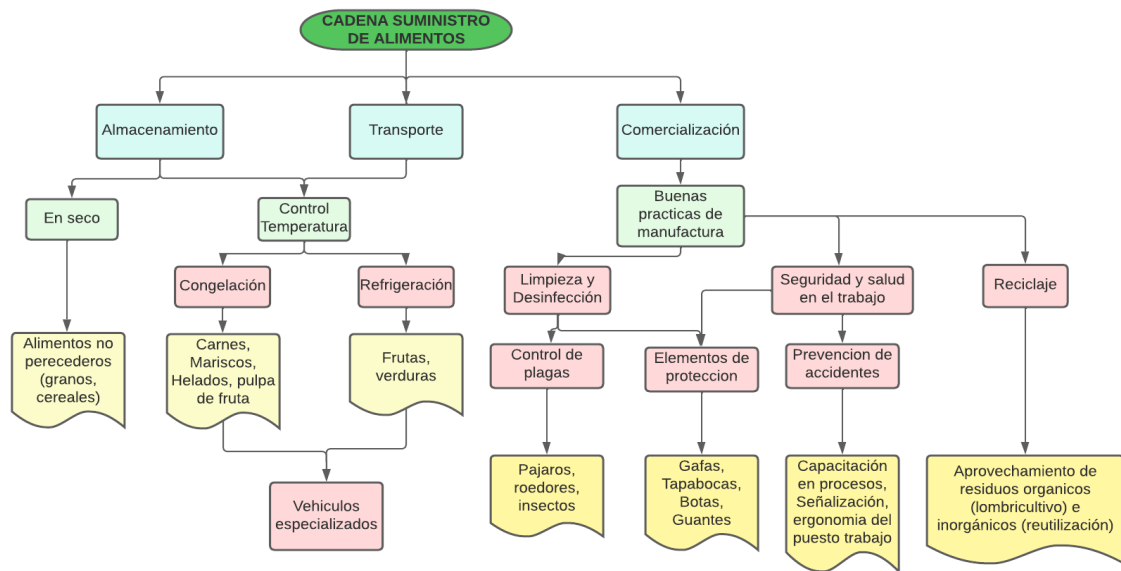 CADENA SUMINISTRO
DE ALIMENTOS
Almacenamiento
Transporte
Comercialización
En seco
Control
Temperatura
Buenas
practicas de
manufactura
Congelación
Refrigeración
Limpieza y
Desinfección
Seguridad y salud
en el trabajo
Reciclaje
Alimentos no
perecederos
(granos,
cereales)
Carnes,
Mariscos,
Helados, pulpa
de fruta
Frutas,
verduras
Control de
plagas
Elementos de
proteccion
Prevencion de
accidentes
Vehiculos
especializados
Pajaros,
roedores,
insectos
Gafas,
Tapabocas,
Botas,
Guantes
Capacitación
en procesos,
Señalización,
ergonomia del
puesto trabajo
Aprovechamiento de
residuos organicos
(lombricultivo) e
inorgánicos (reutilización)